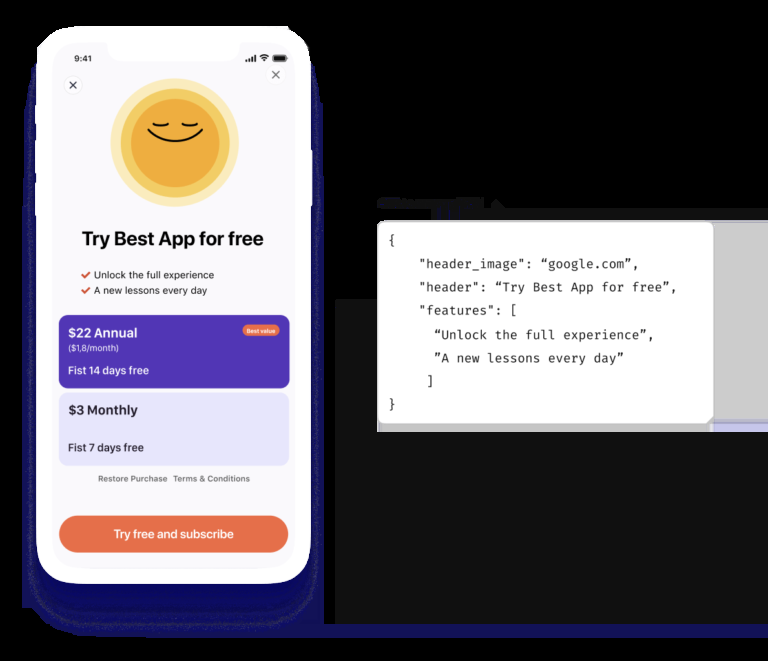 9:41
Try Best App for free
Unlock the full experience
A new lessons every day
$22 Annual
Best value
($1,8/month)
Fist 14 days free
$3 Monthly
Fist 7 days free
Restore Purchase Terms & Conditions
Try free and subscribe
{
"header_image": “google.com”,
"header": “Try Best App for free”,
"features": [
“Unlock the full experience”,
”A new lessons every day”
]
}